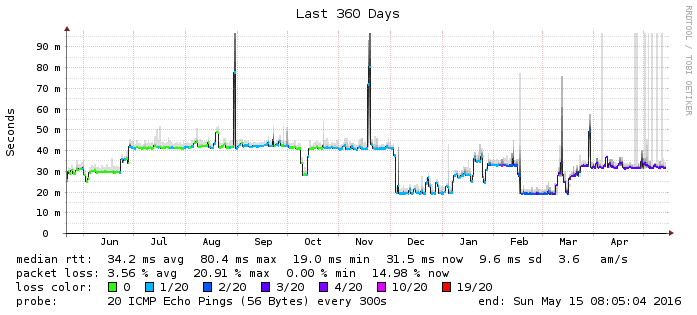 Last 360 Days
RRDTOOL / TOBI OETIKER
Seconds
90 m
80 m
70 m
60 m
50 m
40 m
30 m
20 m
10 m
0
Jun Jul Aug Sep Oct Nov Dec Jan Feb Mar Apr
median rtt: 34.2 ms avg 80.4 ms max 19.0 ms min 31.5 ms now 9.6 ms sd 3.6 am/s
packet loss: 3.56 % avg 20.91 % max 0.00 % min 14.98 % now
loss color: 0 1/20 2/20 3/20 4/20 10/20 19/20
probe: 20 ICMP Echo Pings (56 Bytes) every 300s end: Sun May 15 08:05:04 2016